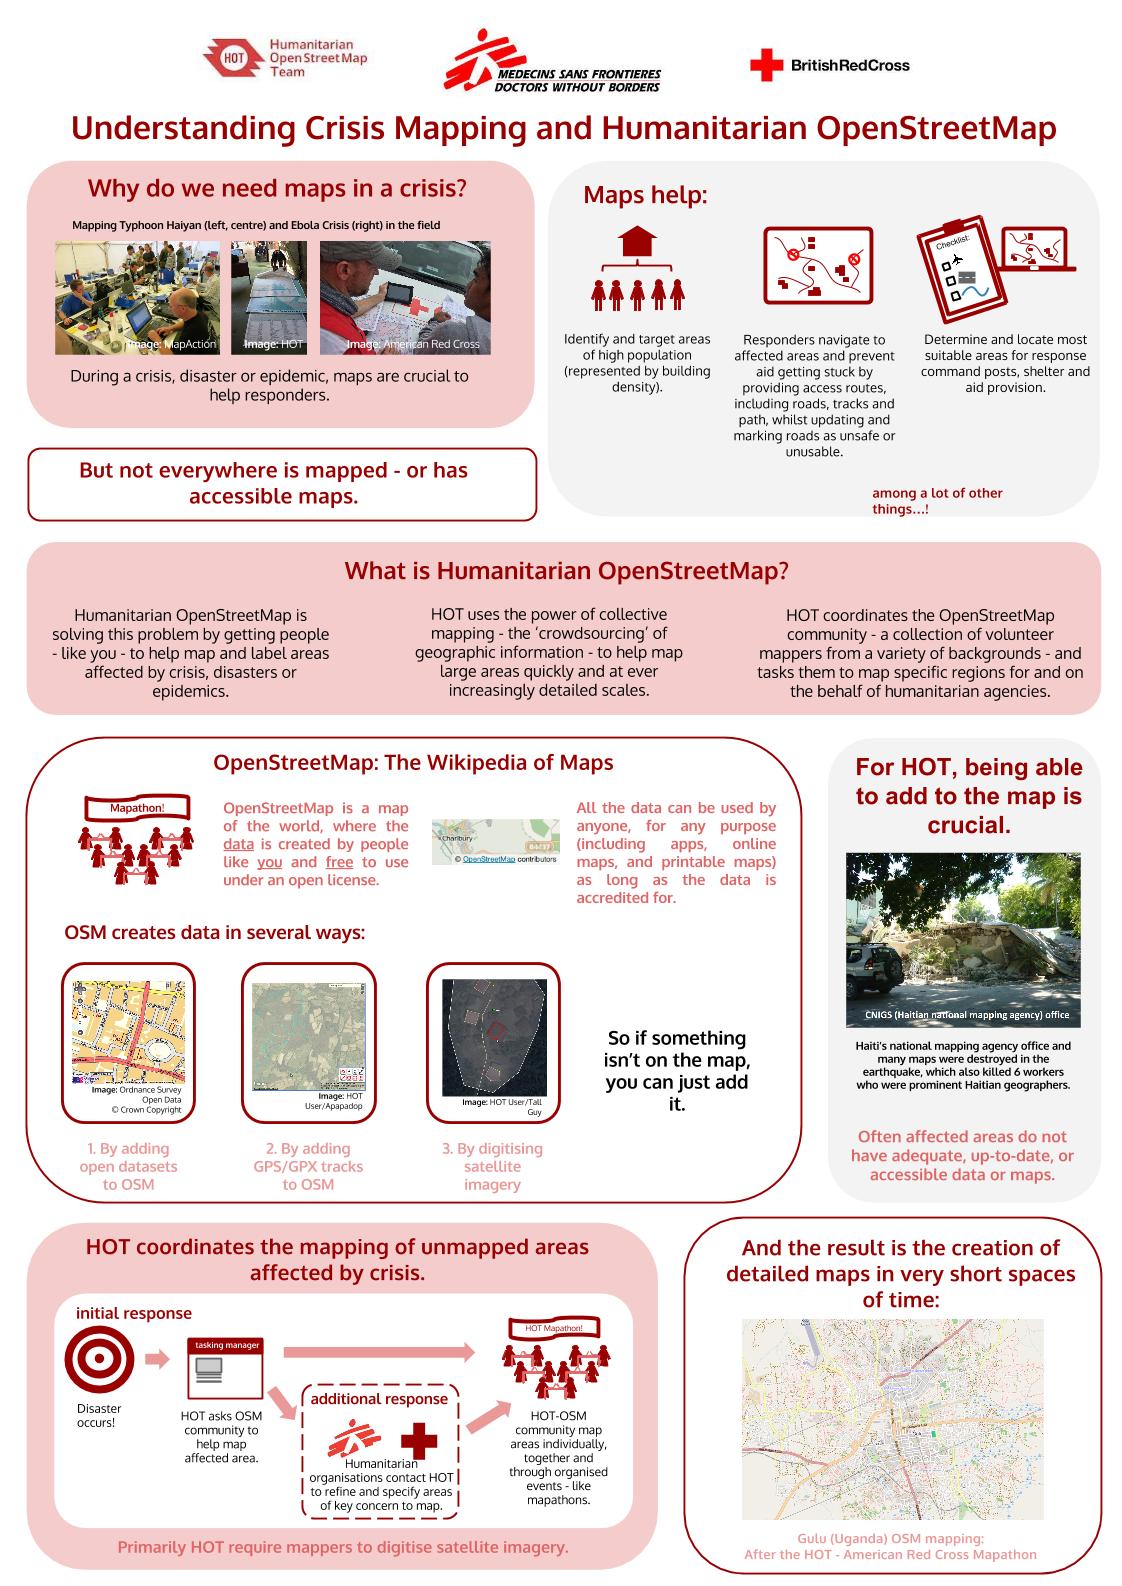 HOT
Humanitarian
OpenStreetMap
Team
MEDECINS SANS FRONTIERES
DOCTORS WITHOUT BORDERS
BritishRedCross
Understanding Crisis Mapping and Humanitarian OpenStreetMap
Why do we need maps in a crisis?
Mapping Typhoon Haiyan (left, centre) and Ebola Crisis (right) in the field
Image: MapAction
Image: HOT
Image: American Red Cross
During a crisis, disaster or epidemic, maps are crucial to
help responders.
But not everywhere is mapped - or has
accessible maps.
Maps help:
Checklist:
Identify and target areas
of high population
(represented by building
density).
Responders navigate to
affected areas and prevent
aid getting stuck by
providing access routes,
including roads, tracks and
path, whilst updating and
marking roads as unsafe or
unusable.
Determine and locate most
suitable areas for response
command posts, shelter and
aid provision.
among a lot of other
things...!
What is Humanitarian OpenStreetMap?
Humanitarian OpenStreetMap is
solving this problem by getting people
- like you - to help map and label areas
affected by crisis, disasters or
epidemics.
HOT uses the power of collective
mapping - the ‘crowdsourcing’ of
geographic information - to help map
large areas quickly and at ever
increasingly detailed scales.
HOT coordinates the OpenStreetMap
community - a collection of volunteer
mappers from a variety of backgrounds - and
tasks them to map specific regions for and on
the behalf of humanitarian agencies.
OpenStreetMap: The Wikipedia of Maps
Mapathon!
OpenStreetMap is a map
of the world, where the
data is created by people
like you and free to use
under an open license.
Charlbury
B4437
© OpenStreetMap contributors
All the data can be used by
anyone, for any purpose
(including apps, online
maps, and printable maps)
as long as the data is
accredited for.
OSM creates data in several ways:
Image: Ordnance Survey
Open Data
© Crown Copyright
Image: HOT
User/Apapadop
Image: HOT User/Tall
Guy
1. By adding
open datasets
to OSM
2. By adding
GPS/GPX tracks
to OSM
3. By digitising
satellite
imagery
So if something
isn’t on the map,
you can just add
it.
For HOT, being able
to add to the map is
crucial.
CNIGS (Haitian national mapping agency) office
Haiti’s national mapping agency office and
many maps were destroyed in the
earthquake, which also killed 6 workers
who were prominent Haitian geographers.
Often affected areas do not
have adequate, up-to-date, or
accessible data or maps.
HOT coordinates the mapping of unmapped areas
affected by crisis.
initial response
Disaster
occurs!
tasking manager
HOT asks OSM
community to
help map
affected area.
additional response
Humanitarian
organisations contact HOT
to refine and specify areas
of key concern to map.
HOT Mapathon!
HOT-OSM
community map
areas individually,
together and
through organised
events - like
mapathons.
Primarily HOT require mappers to digitise satellite imagery.
And the result is the creation of
detailed maps in very short spaces
of time:
Gulu (Uganda) OSM mapping:
After the HOT - American Red Cross Mapathon